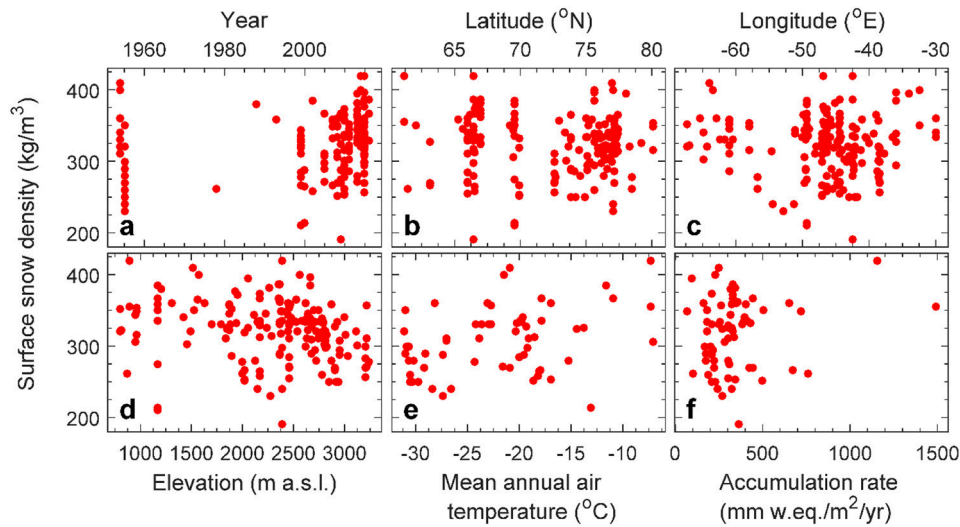 Year Latitude (°N) Longitude (°E)
1960 1980 2000 65 70 75 80 -60 -50 -40 -30
Surface snow density (kg/m³)
400
300
200
a b c
400
300
200
d e f
1000 1500 2000 2500 3000 -30 -25 -20 -15 -10 0 500 1000 1500
Elevation (m a.s.l.) Mean annual air Accumulation rate
temperature (°C) (mm w.eq./m²/yr)